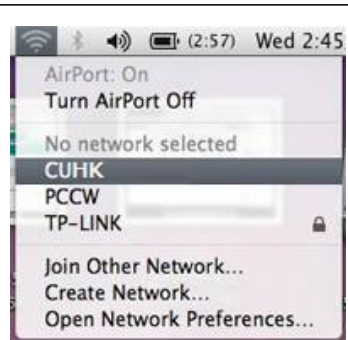 (2:57) Wed 2:45
AirPort: On
Turn AirPort Off
No network selected
CUHK
PCCW
TP-LINK
Join Other Network...
Create Network...
Open Network Preferences...